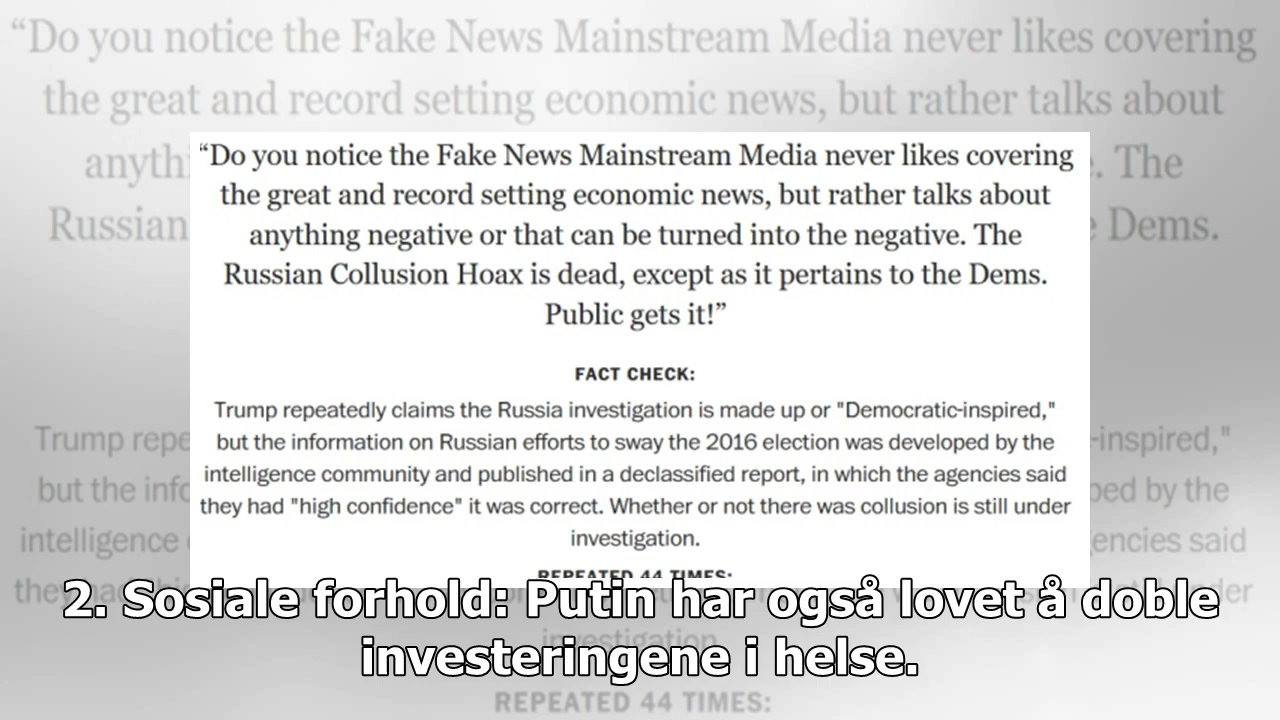 “Do you notice the Fake News Mainstream Media never likes covering
the great and record setting economic news, but rather talks about
anything negative or that can be turned into the negative. The
Russian Collusion Hoax is dead, except as it pertains to the Dems.
Public gets it!”
FACT CHECK:
Trump repeatedly claims the Russia investigation is made up or "Democratic-inspired,"
but the information on Russian efforts to sway the 2016 election was developed by the
intelligence community and published in a declassified report, in which the agencies said
they had "high confidence" it was correct. Whether or not there was collusion is still under
investigation.
REPEATED 44 TIMES:
2. Sosiale forhold: Putin har også lovet å doble
investeringene i helse.
REPEATED 44 TIMES: